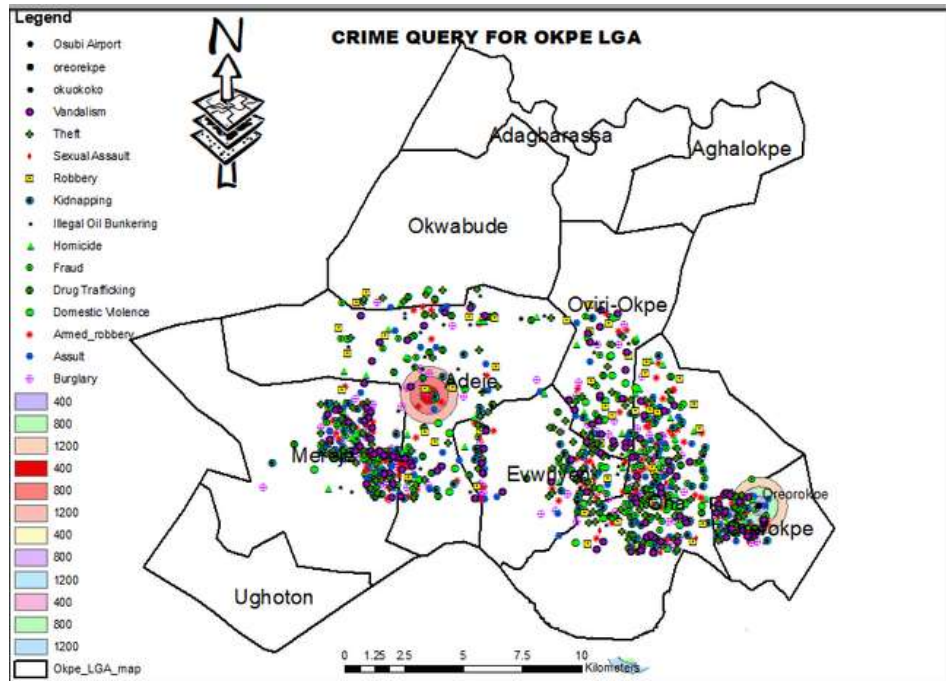 Legend
Osubi Airport
oreorekpe
okuokoko
Vandalism
Theft
Sexual Assault
Robbery
Kidnapping
Illegal Oil Bunkering
Homicide
Fraud
Drug Trafficking
Domestic Violence
Armed_robbery
Assult
Burglary
400
800
1200
400
800
1200
400
800
1200
400
800
1200
Okpe_LGA_map
N
CRIME QUERY FOR OKPE LGA
Adagbarassa
Aghalokpe
Okwabude
Oviri-Okpe
Adeje
Mereje
Oreorokpe
Ughoton
0 1.25 2.5 5 7.5 10
Kilometers